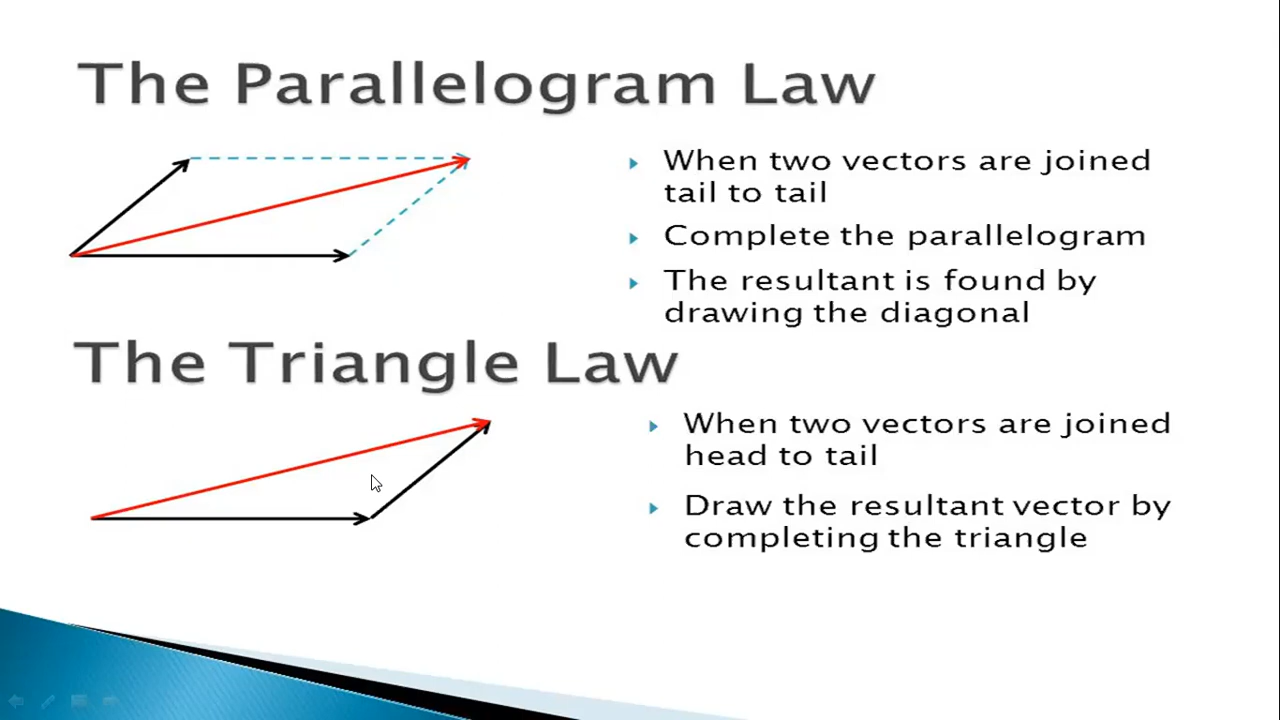 The Parallelogram Law
When two vectors are joined
tail to tail
Complete the parallelogram
The resultant is found by
drawing the diagonal
The Triangle Law
When two vectors are joined
head to tail
Draw the resultant vector by
completing the triangle